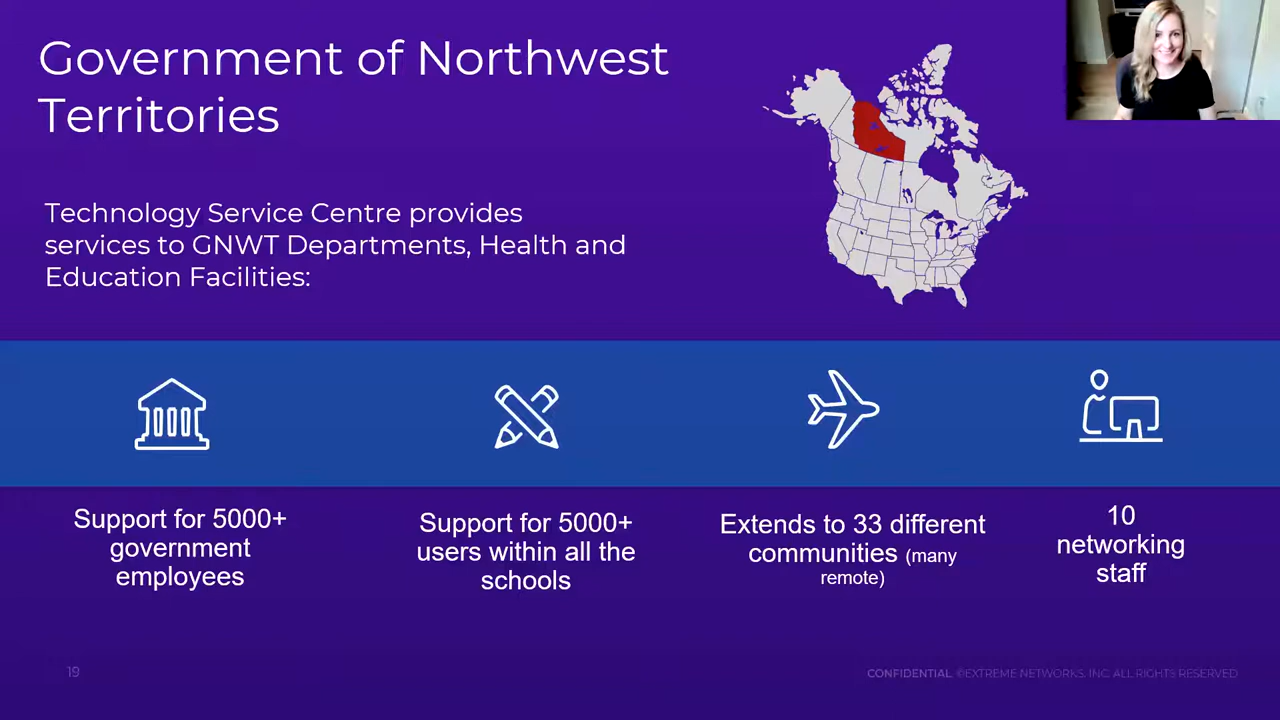 Government of Northwest
Territories
Technology Service Centre provides
services to GNWT Departments, Health and
Education Facilities:
Support for 5000+
government
employees
Support for 5000+
users within all the
schools
Extends to 33 different
communities (many
remote)
10
networking
staff
19
CONFIDENTIAL. ©EXTREME NETWORKS, INC. ALL RIGHTS RESERVED